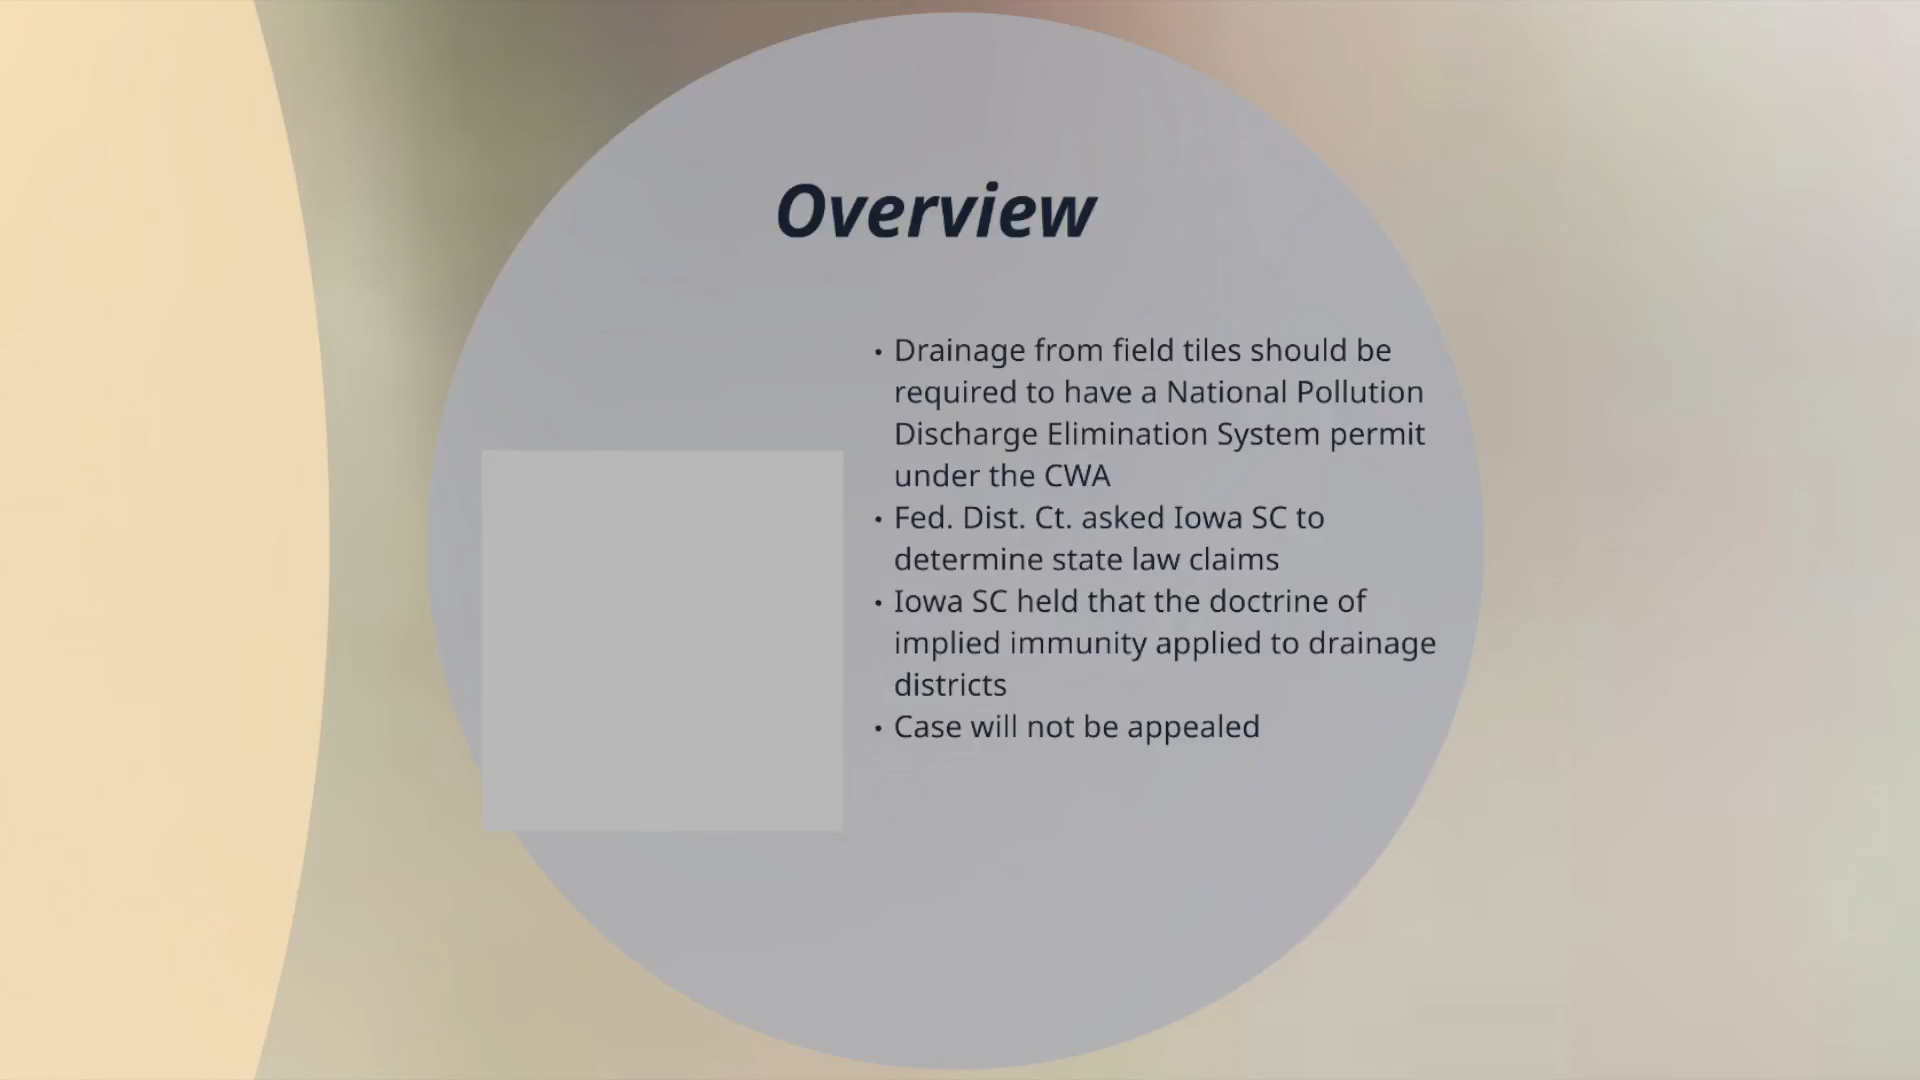 Overview
• Drainage from field tiles should be
required to have a National Pollution
Discharge Elimination System permit
under the CWA
• Fed. Dist. Ct. asked Iowa SC to
determine state law claims
• Iowa SC held that the doctrine of
implied immunity applied to drainage
districts
• Case will not be appealed